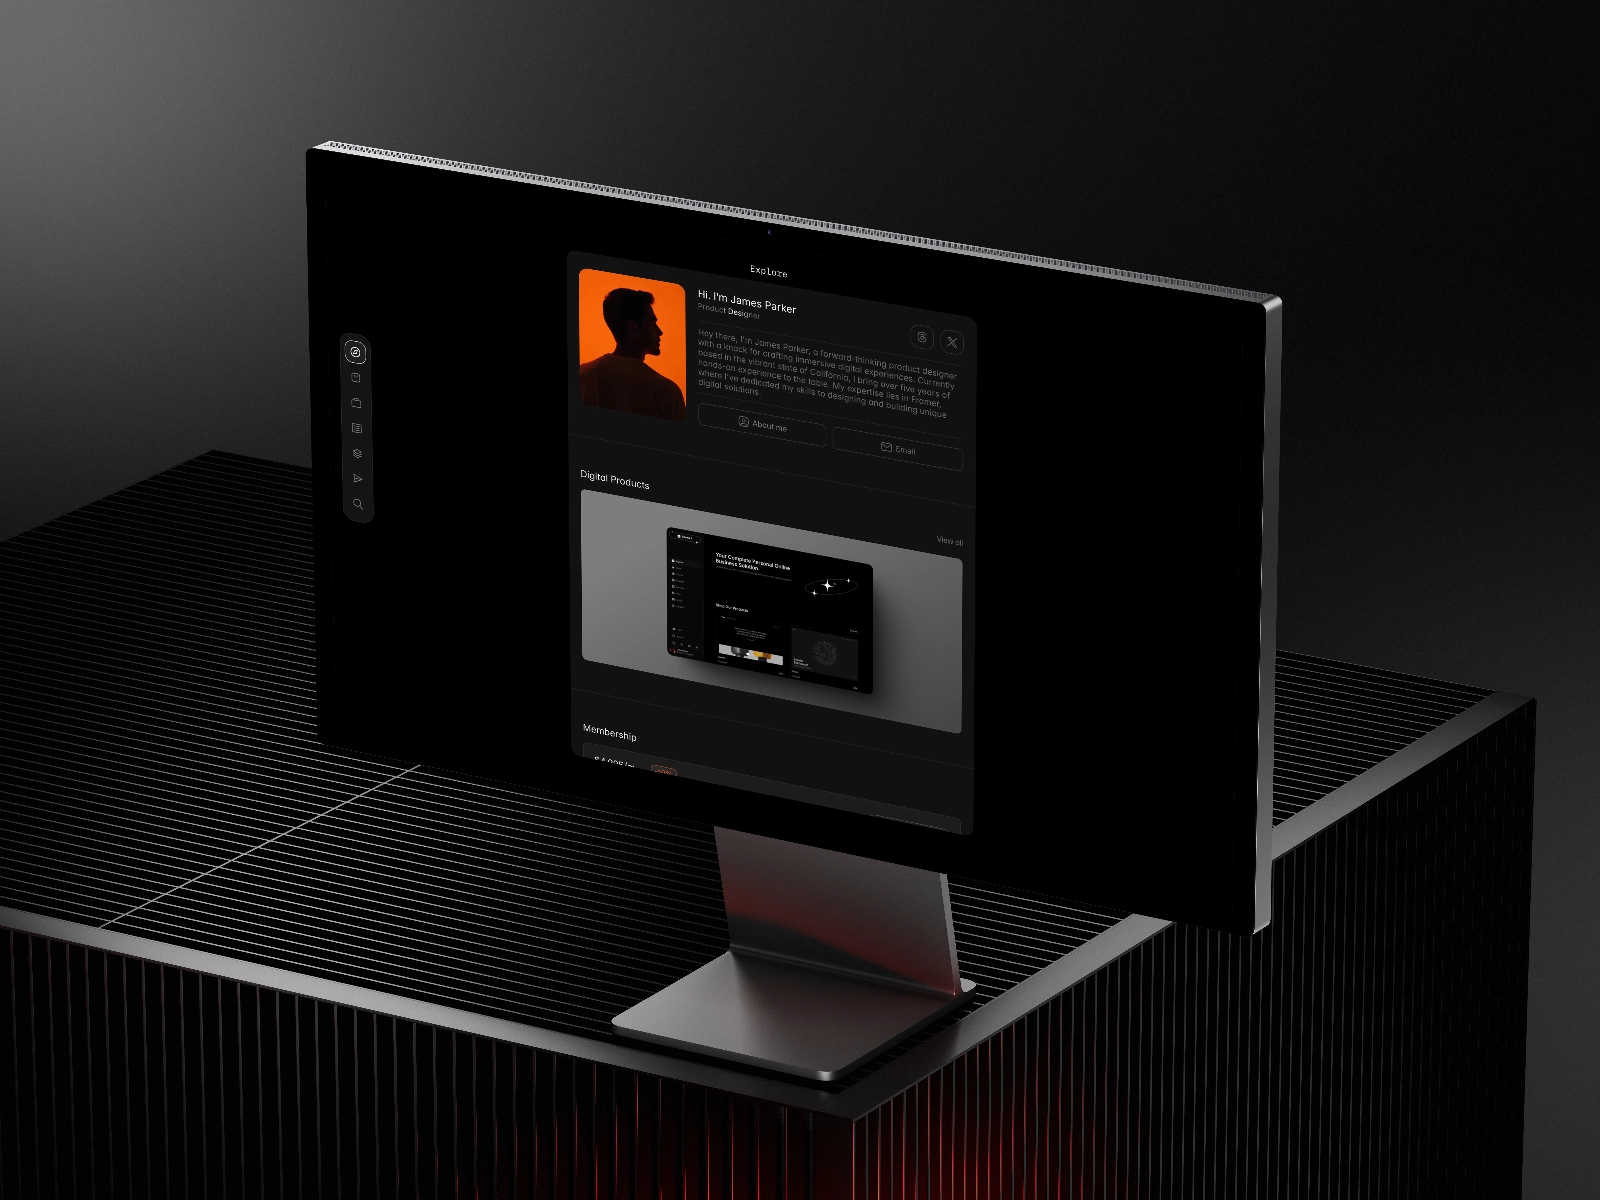 Explore
Hi. I'm James Parker
Product Designer
Hey there, I'm James Parker, a forward-thinking product designer
with a knack for crafting immersive digital experiences. Currently
based in the vibrant state of California, I bring over five years of
hands-on experience to the table. My expertise lies in Framer,
where I've dedicated my skills to designing and building unique
digital solutions.
About me
Email
Digital Products
View all
Your Complete Personal Online
Business Solution
Shop Our Products
Membership